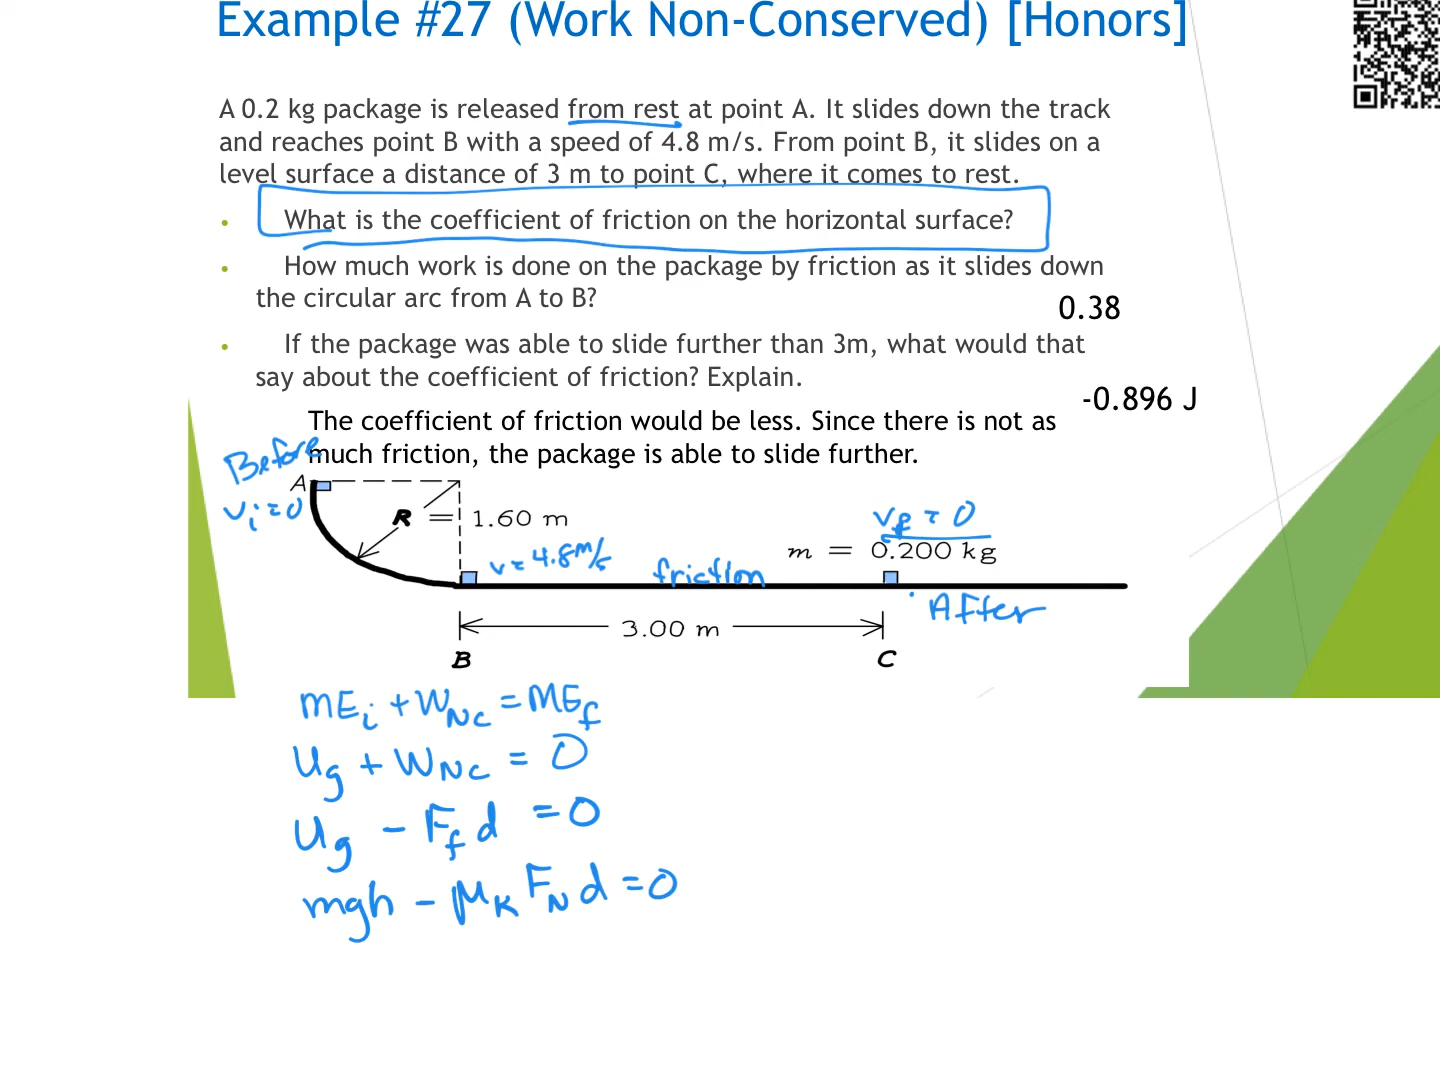 Example #27 (Work Non-Conserved) [Honors]
A 0.2 kg package is released from rest at point A. It slides down the track
and reaches point B with a speed of 4.8 m/s. From point B, it slides on a
level surface a distance of 3 m to point C, where it comes to rest.
• What is the coefficient of friction on the horizontal surface?
• How much work is done on the package by friction as it slides down
the circular arc from A to B?
0.38
• If the package was able to slide further than 3m, what would that
say about the coefficient of friction? Explain.
-0.896 J
The coefficient of friction would be less. Since there is not as
much friction, the package is able to slide further.
Before
A
vi = 0
R = 1.60 m
vf = 0
m = 0.200 kg
v = 4.8 m/s
friction
After
3.00 m
B
C
mEi + WNC = MEf
Ug + WNC = 0
Ug - Ff d = 0
mgh - μK FN d = 0